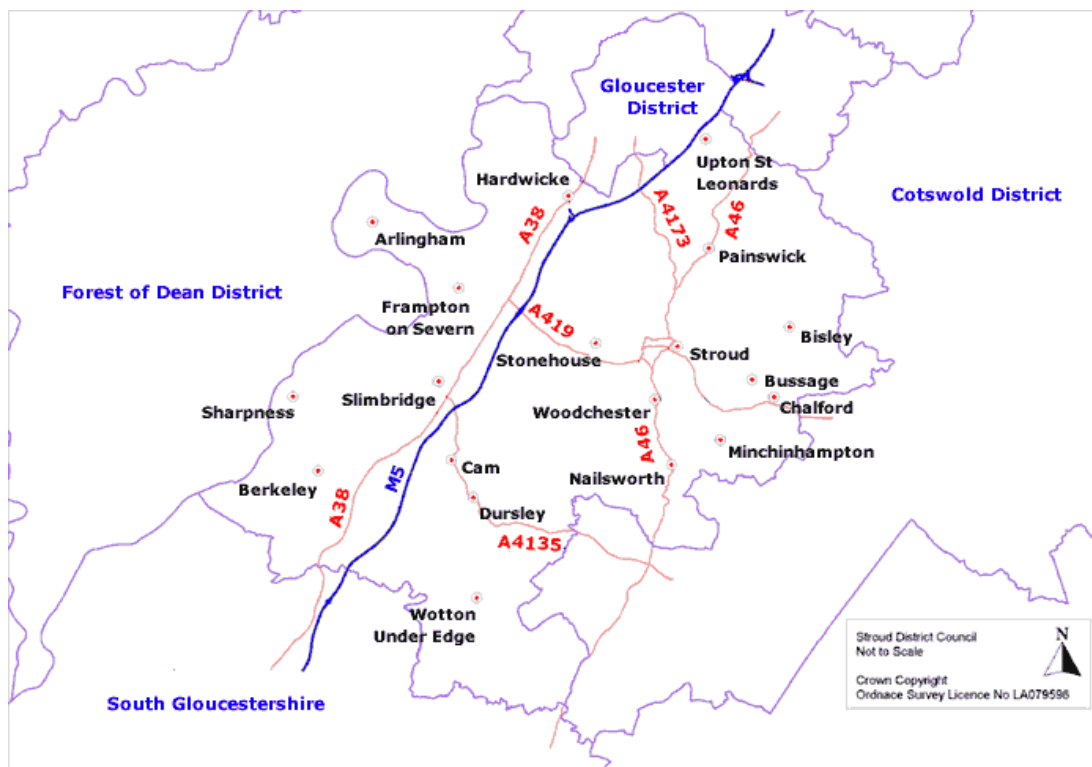 Gloucester
District
Upton St
Leonards
Hardwicke
Cotswold District
A38
A4173
A46
Arlingham
Painswick
Forest of Dean District
Frampton
on Severn
A419
Bisley
Stonehouse
Stroud
Bussage
Slimbridge
Sharpness
Woodchester
Chalford
A46
Minchinhampton
Cam
Nailsworth
M5
Berkeley
A38
Dursley
A4135
Wotton
Under Edge
South Gloucestershire
N
Stroud District Council
Not to Scale
Crown Copyright
Ordnace Survey Licence No LA079596